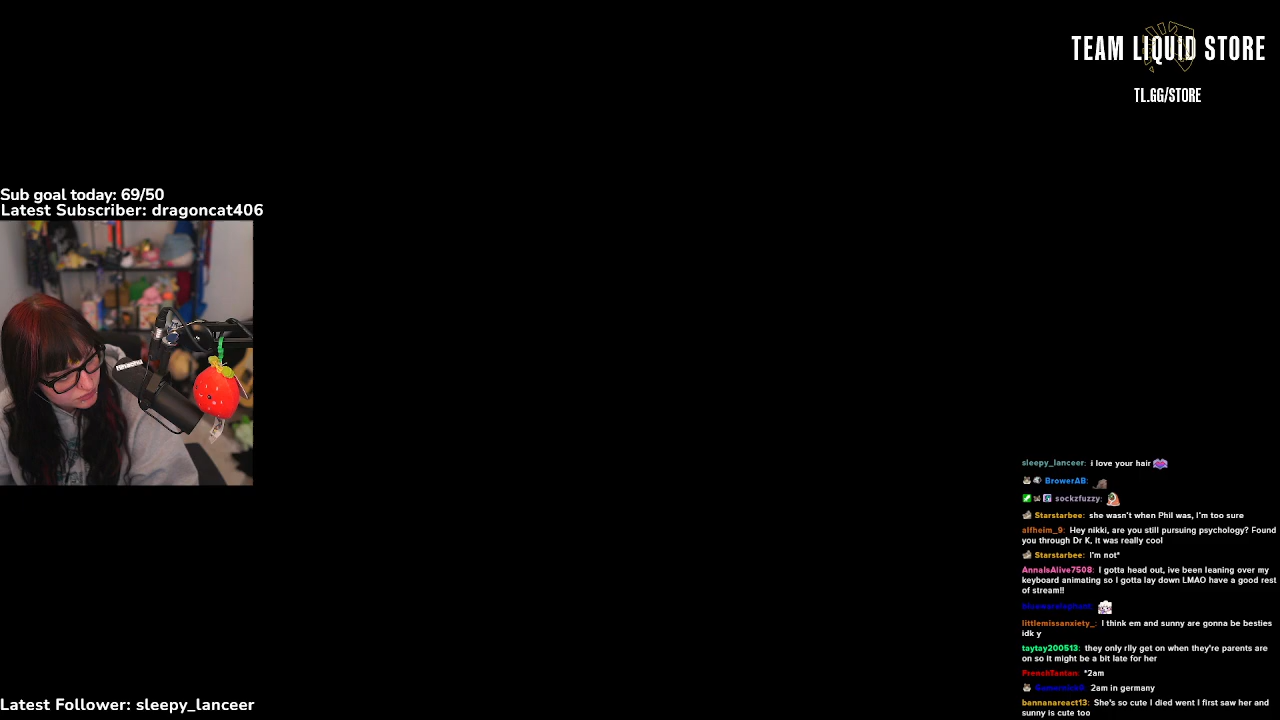 TEAM LIQUID STORE
TL.GG/STORE
Sub goal today: 69/50
Latest Subscriber: dragoncat406
sleepy_lanceer: i love your hair
BrowerAB:
sockzfuzzy:
Starstarbee: she wasn't when Phil was, I'm too sure
alfheim_9: Hey nikki, are you still pursuing psychology? Found
you through Dr K, it was really cool
Starstarbee: I'm not*
AnnaIsAlive7508: I gotta head out, ive been leaning over my
keyboard animating so I gotta lay down LMAO have a good rest
of stream!!
littlemissanxiety_: I think em and sunny are gonna be besties
idk y
taytay200513: they only rlly get on when they're parents are
on so it might be a bit late for her
FrenshTantan: *2am
2am in germany
bannanareact13: She's so cute I died went I first saw her and
sunny is cute too
Latest Follower: sleepy_lanceer